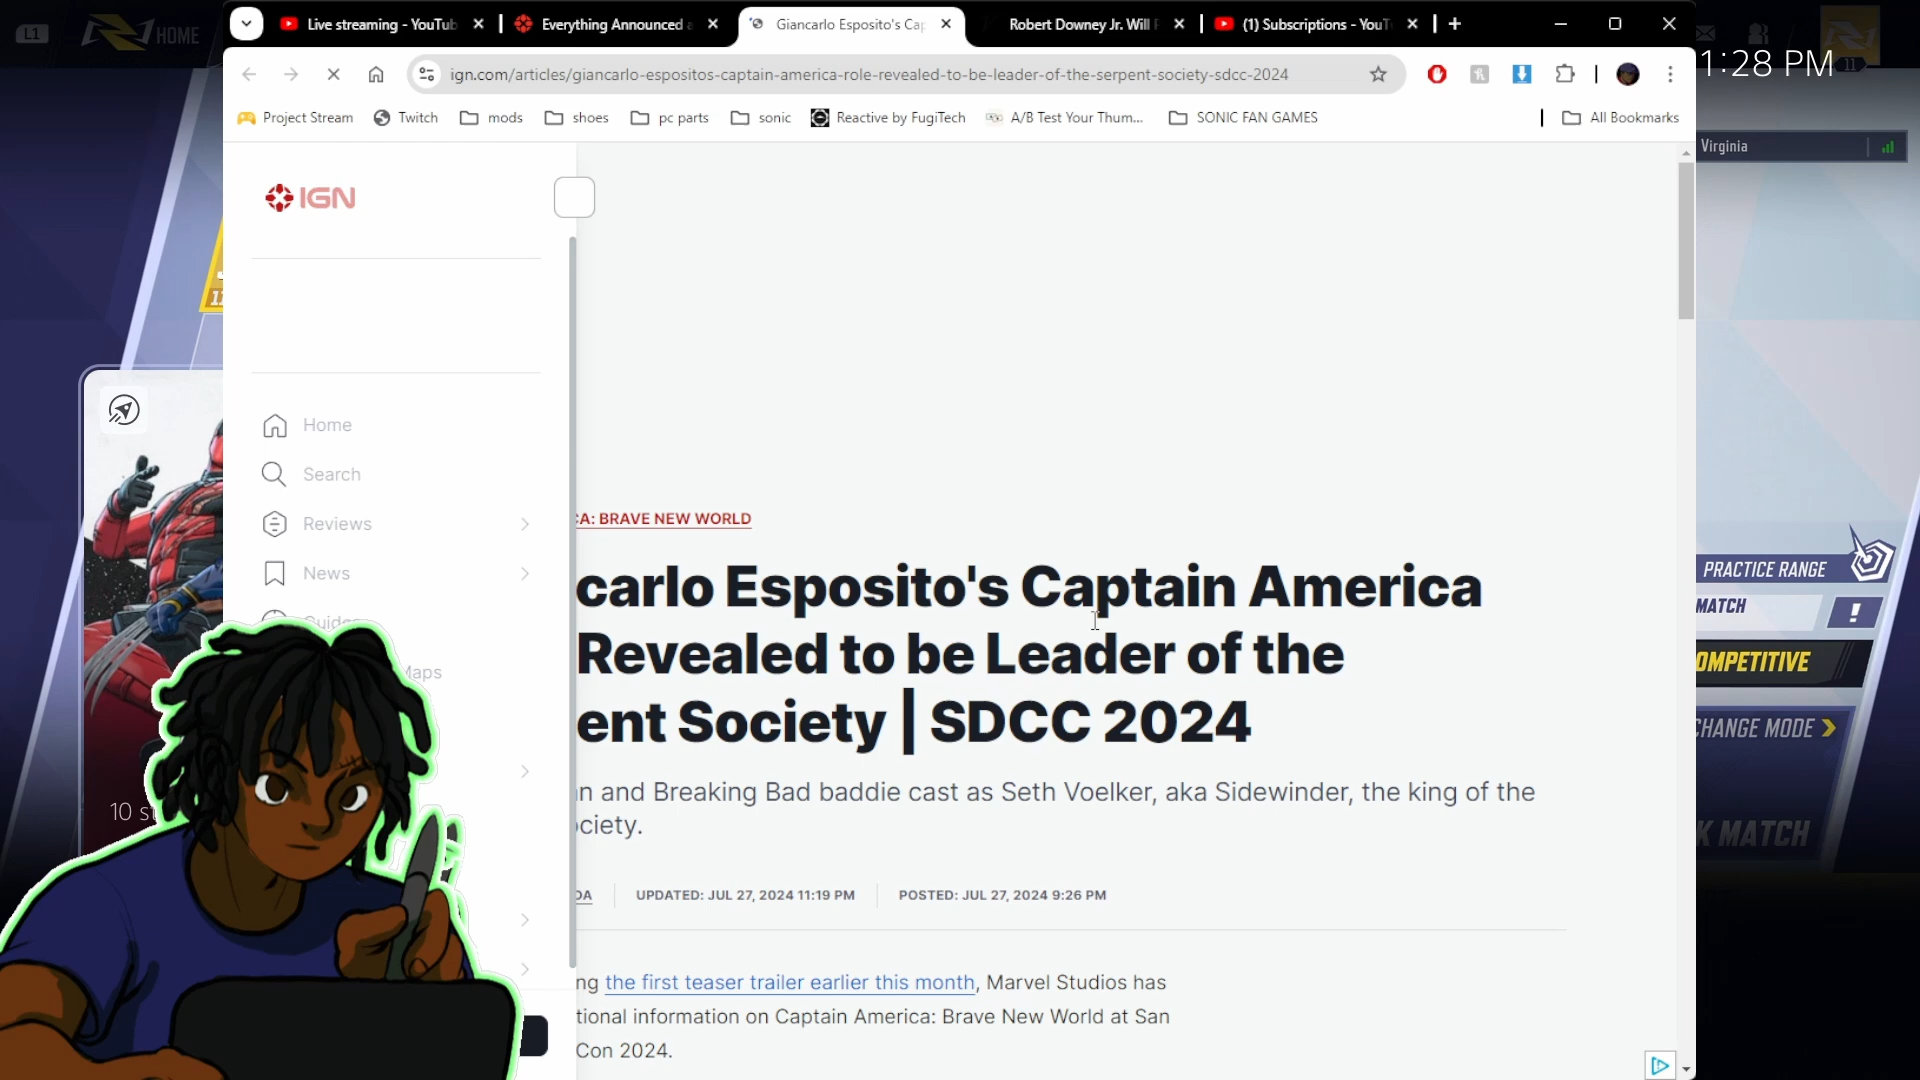 L1 HOME
Live streaming - YouTub
Everything Announced a
Giancarlo Esposito's Cap
Robert Downey Jr. Will P
(1) Subscriptions - YouT
1:28 PM
11
ign.com/articles/giancarlo-espositos-captain-america-role-revealed-to-be-leader-of-the-serpent-society-sdcc-2024
Project Stream
Twitch
mods
shoes
pc parts
sonic
Reactive by FugiTech
A/B Test Your Thum...
SONIC FAN GAMES
All Bookmarks
Virginia
IGN
Home
Search
Reviews
News
Guides
Maps
A: BRAVE NEW WORLD
carlo Esposito's Captain America
Revealed to be Leader of the
ent Society | SDCC 2024
n and Breaking Bad baddie cast as Seth Voelker, aka Sidewinder, the king of the
ciety.
DA
UPDATED: JUL 27, 2024 11:19 PM
POSTED: JUL 27, 2024 9:26 PM
ng the first teaser trailer earlier this month, Marvel Studios has
tional information on Captain America: Brave New World at San
Con 2024.
PRACTICE RANGE
MATCH
!
OMPETITIVE
CHANGE MODE
K MATCH
10 s